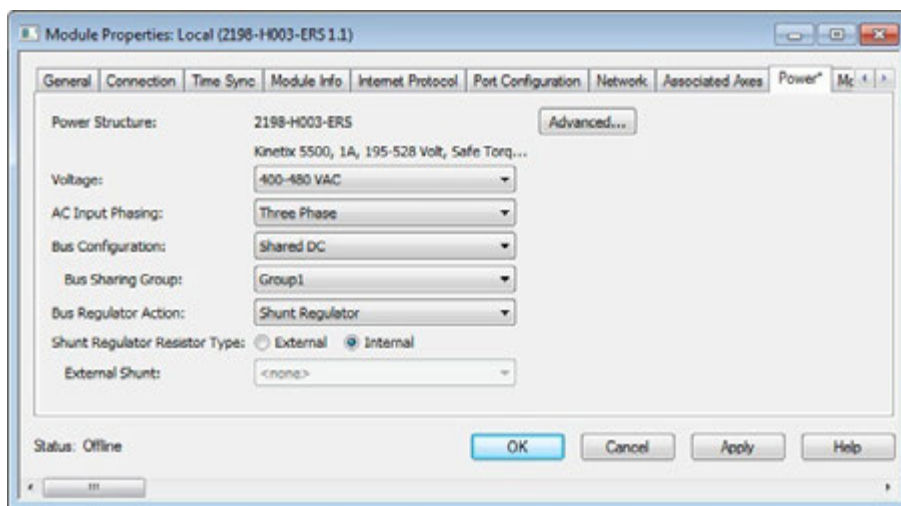 Module Properties: Local (2198-H003-ERS 1.1)
General Connection Time Sync Module Info Internet Protocol Port Configuration Network Associated Axes Power* Mc
Power Structure: 2198-H003-ERS Advanced...
Kinetix 5500, 1A, 195-528 Volt, Safe Torq...
Voltage: 400-480 VAC
AC Input Phasing: Three Phase
Bus Configuration: Shared DC
Bus Sharing Group: Group1
Bus Regulator Action: Shunt Regulator
Shunt Regulator Resistor Type: External Internal
External Shunt: <none>
Status: Offline OK Cancel Apply Help